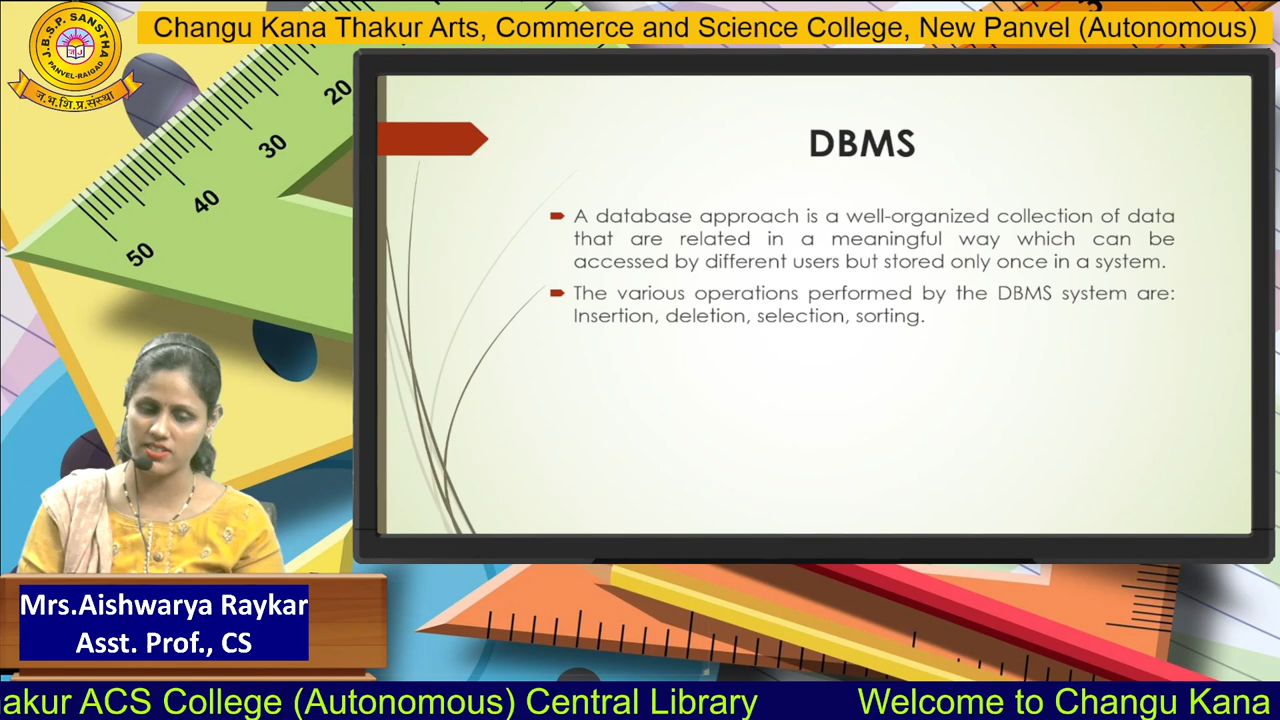 Changu Kana Thakur Arts, Commerce and Science College, New Panvel (Autonomous)
J.B.S.P. SANSTHA
PANVEL-RAIGAD
ज.भ.शि.प्र.संस्था
20
30
40
50
DBMS
A database approach is a well-organized collection of data
that are related in a meaningful way which can be
accessed by different users but stored only once in a system.
The various operations performed by the DBMS system are:
Insertion, deletion, selection, sorting.
Mrs.Aishwarya Raykar
Asst. Prof., CS
akur ACS College (Autonomous) Central Library
Welcome to Changu Kana